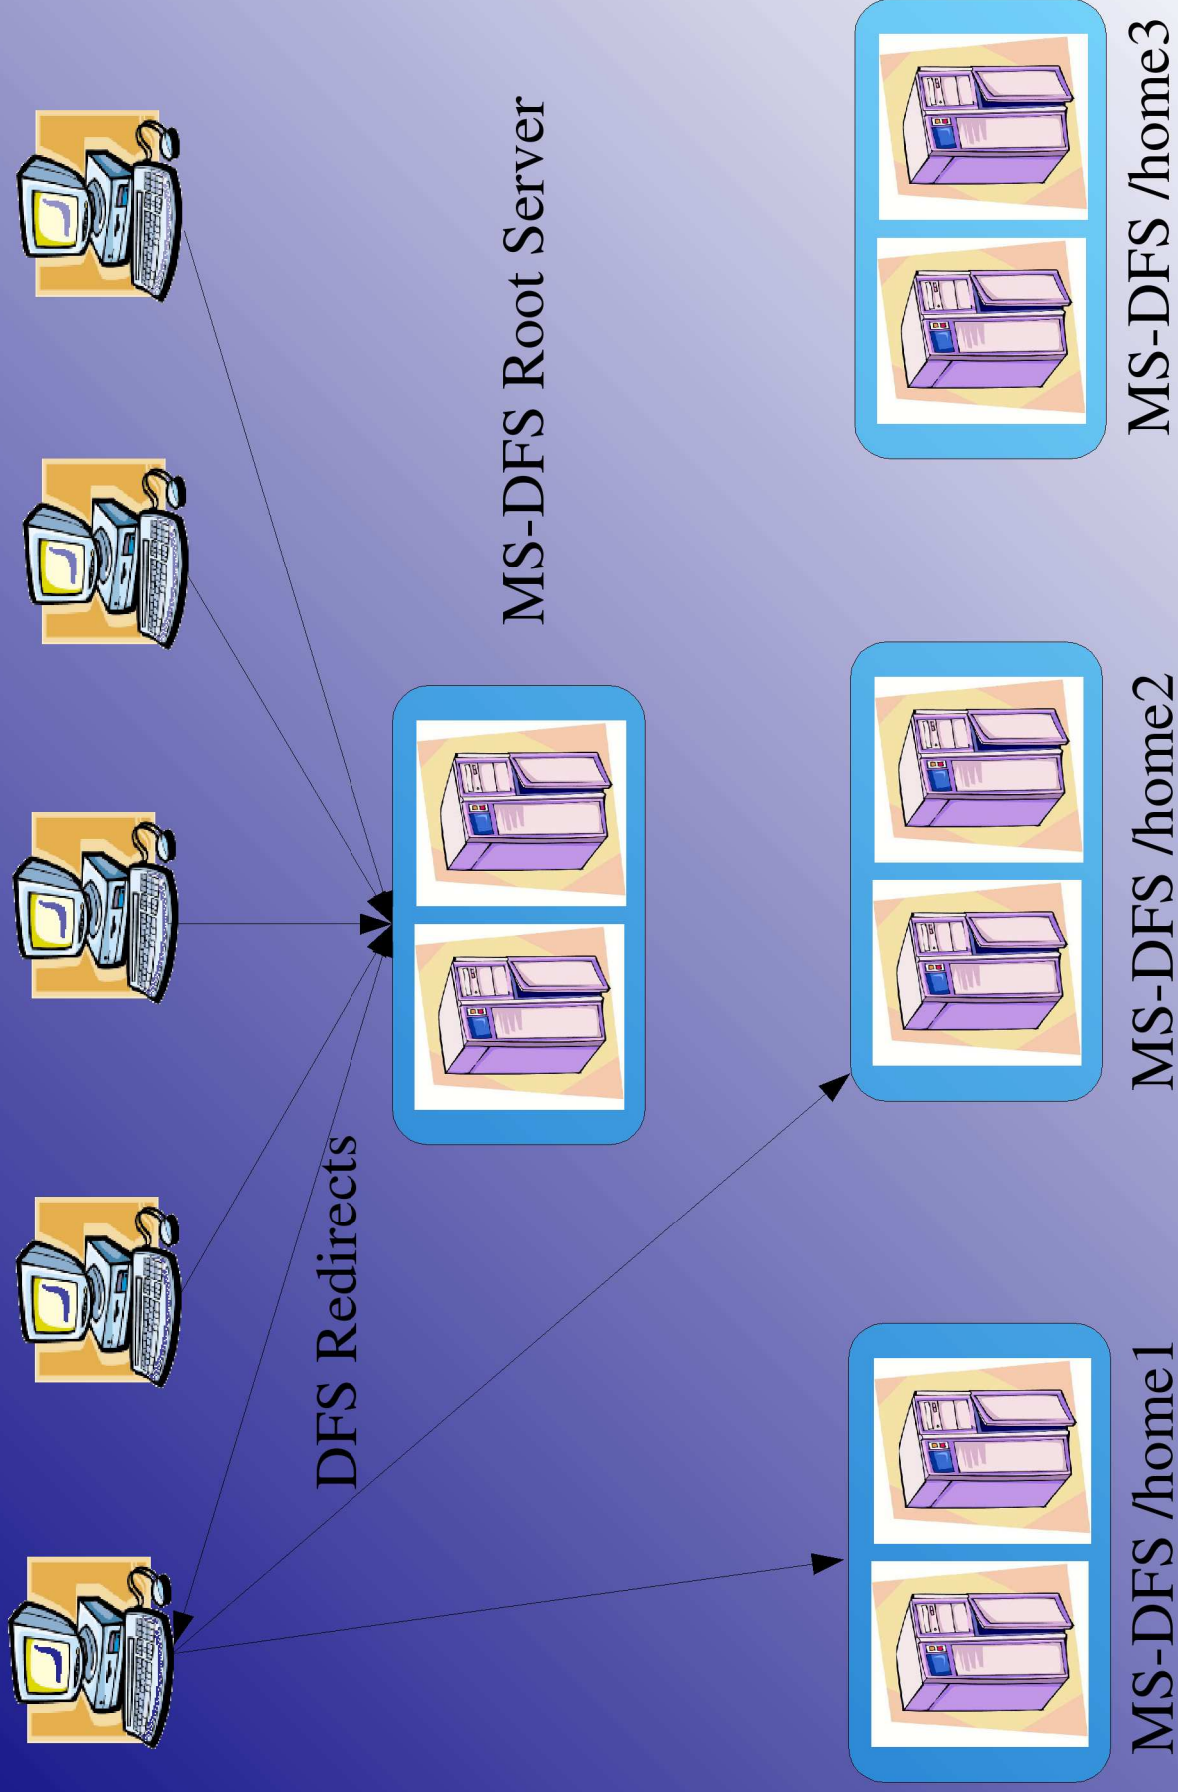 MS-DFS Root Server
DFS Redirects
MS-DFS /home1
MS-DFS /home2
MS-DFS /home3